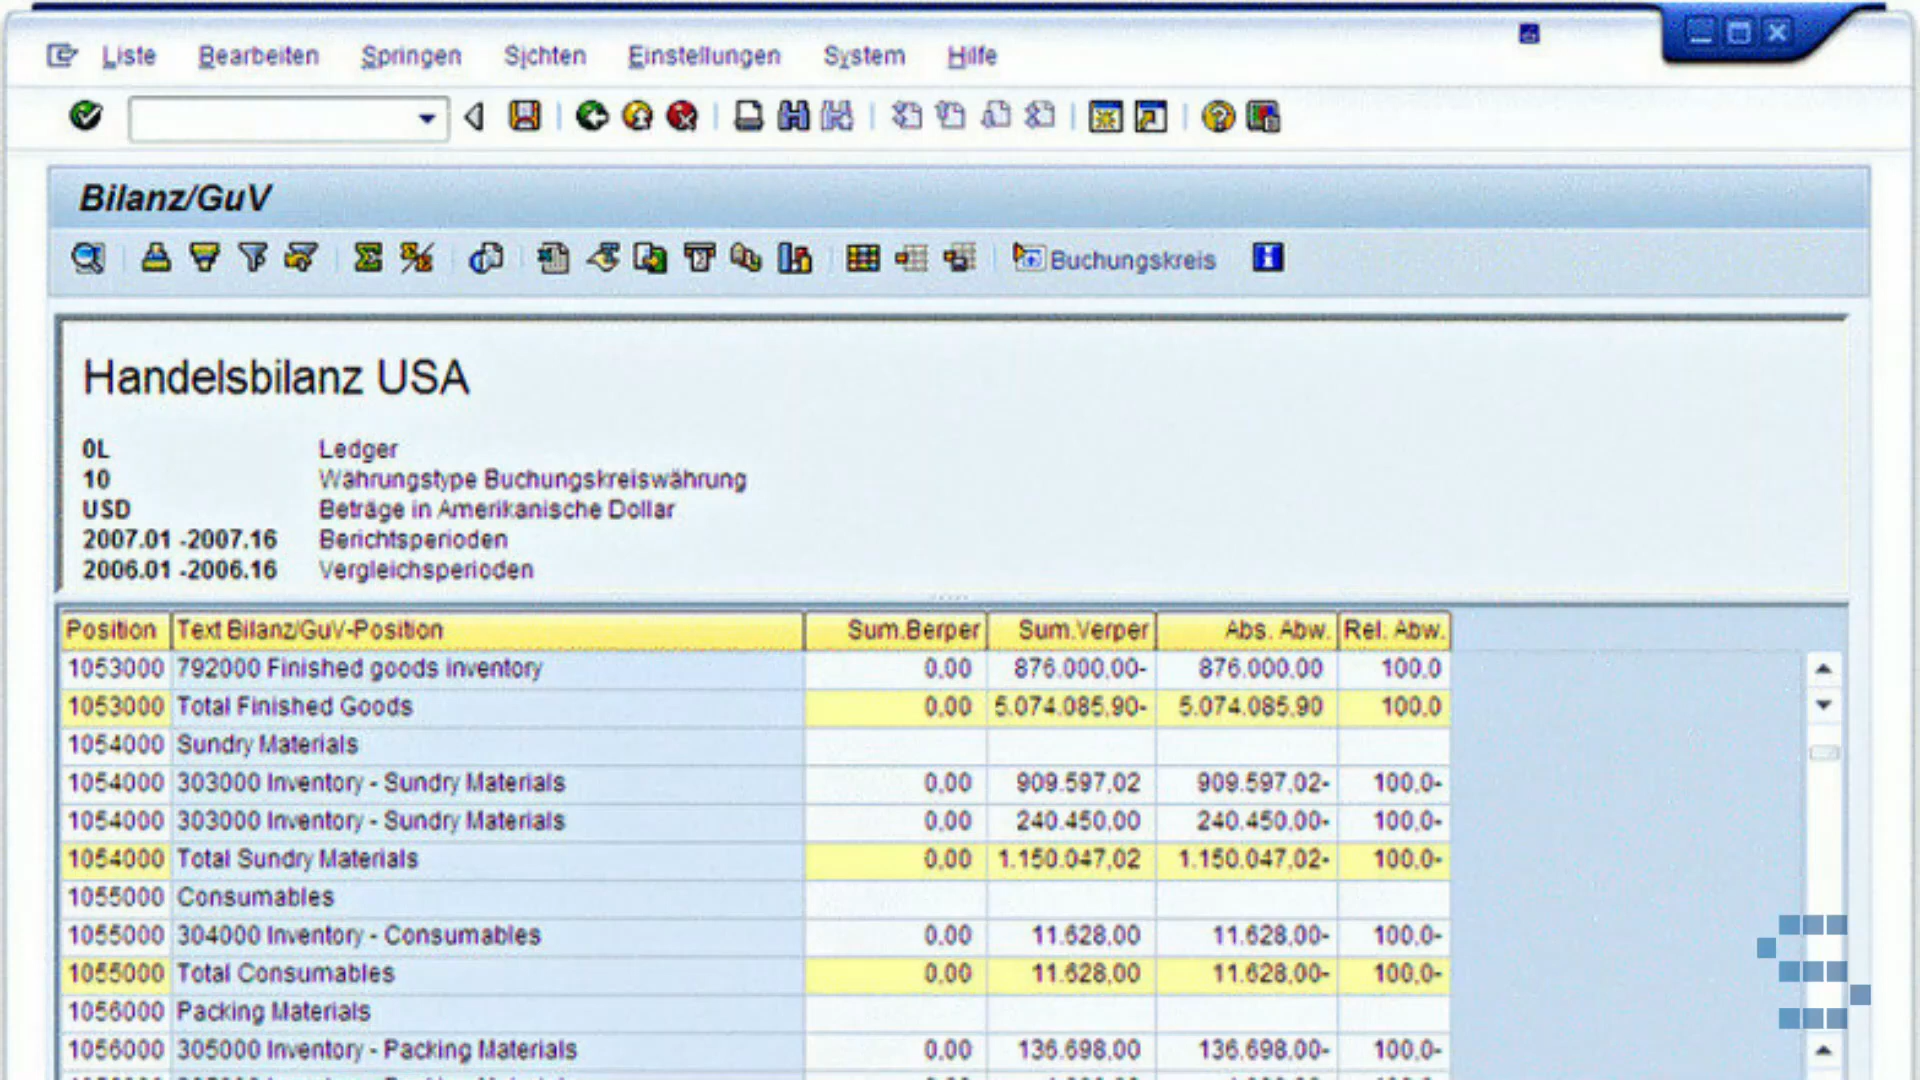 Liste Bearbeiten Springen Sichten Einstellungen System Hilfe
Bilanz/GuV
Buchungskreis
Handelsbilanz USA
0L Ledger
10 Währungstype Buchungskreiswährung
USD Beträge in Amerikanische Dollar
2007.01 -2007.16 Berichtsperioden
2006.01 -2006.16 Vergleichsperioden
Position Text Bilanz/GuV-Position Sum.Berper Sum.Verper Abs. Abw. Rel. Abw.
1053000 792000 Finished goods inventory 0,00 876.000,00- 876.000,00 100,0
1053000 Total Finished Goods 0,00 5.074.085,90- 5.074.085,90 100,0
1054000 Sundry Materials
1054000 303000 Inventory - Sundry Materials 0,00 909.597,02 909.597,02- 100,0-
1054000 303000 Inventory - Sundry Materials 0,00 240.450,00 240.450,00- 100,0-
1054000 Total Sundry Materials 0,00 1.150.047,02 1.150.047,02- 100,0-
1055000 Consumables
1055000 304000 Inventory - Consumables 0,00 11.628,00 11.628,00- 100,0-
1055000 Total Consumables 0,00 11.628,00 11.628,00- 100,0-
1056000 Packing Materials
1056000 305000 Inventory - Packing Materials 0,00 136.698,00 136.698,00- 100,0-